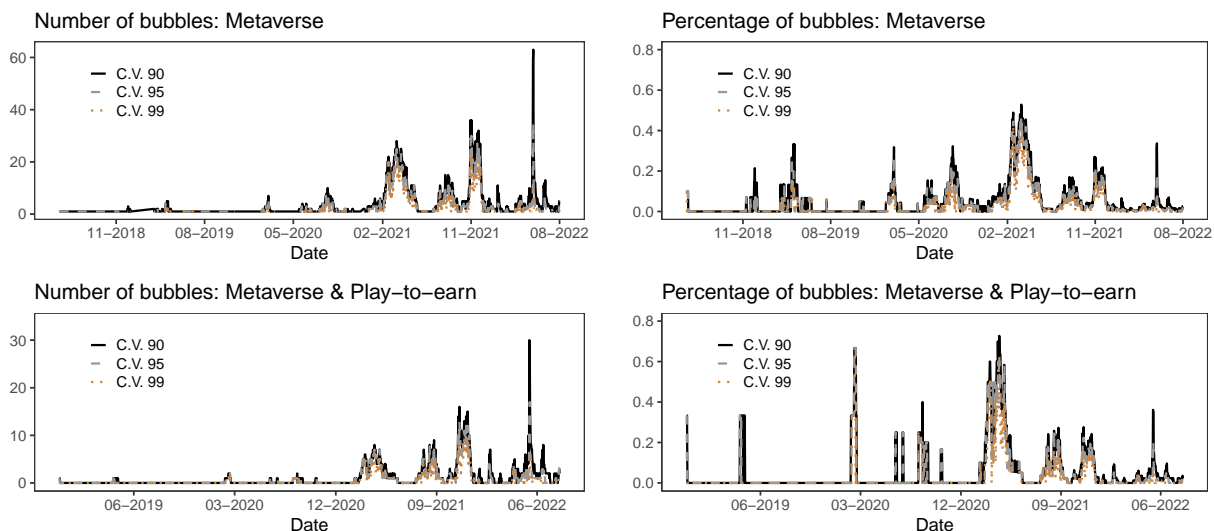 Number of bubbles: Metaverse
60
40
20
0
C.V. 90
C.V. 95
C.V. 99
11−2018
08−2019
05−2020
02−2021
11−2021
08−2022
Date
Percentage of bubbles: Metaverse
0.8
0.6
0.4
0.2
0.0
C.V. 90
C.V. 95
C.V. 99
11−2018
08−2019
05−2020
02−2021
11−2021
08−2022
Date
Number of bubbles: Metaverse & Play−to−earn
30
20
10
0
C.V. 90
C.V. 95
C.V. 99
06−2019
03−2020
12−2020
09−2021
06−2022
Date
Percentage of bubbles: Metaverse & Play−to−earn
0.8
0.6
0.4
0.2
0.0
C.V. 90
C.V. 95
C.V. 99
06−2019
03−2020
12−2020
09−2021
06−2022
Date